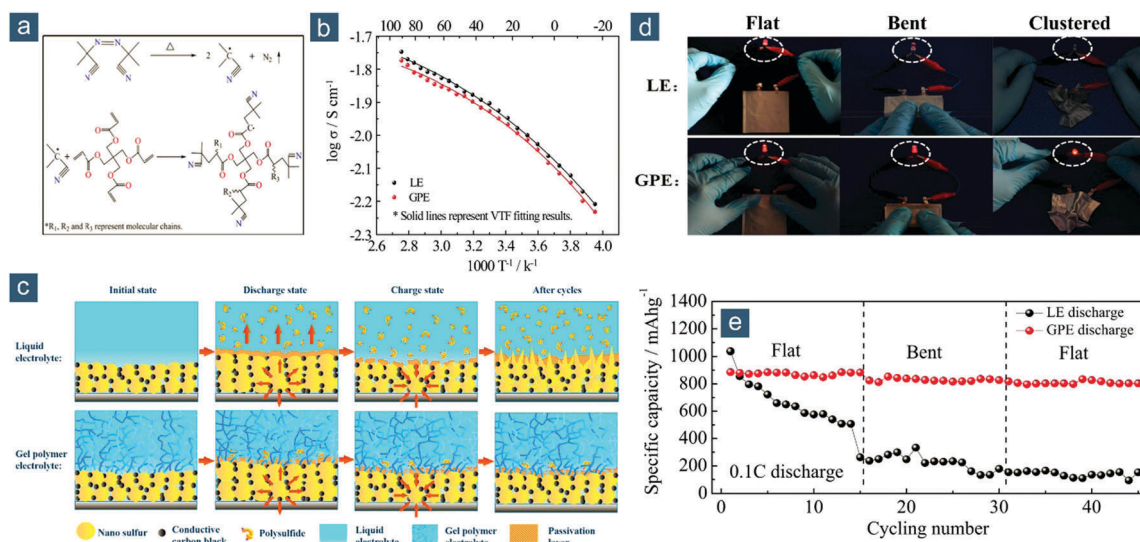 a
N
N
N
N
Δ
2
C
N
+ N₂ ↑
C
N
+
O
O
O
O
O
O
O
O
N
C
N
R₁
O
O
O
O
O
O
O
O
R₃
R₂
N
N
*R₁, R₂ and R₃ represent molecular chains.
b
100 80 60 40 20 0 -20
-1.7
-1.8
-1.9
-2.0
-2.1
-2.2
-2.3
log σ / S cm⁻¹
LE
GPE
* Solid lines represent VTF fitting results.
2.6 2.8 3.0 3.2 3.4 3.6 3.8 4.0
1000 T⁻¹ / k⁻¹
d
Flat Bent Clustered
LE:
GPE:
c
Initial state Discharge state Charge state After cycles
Liquid
electrolyte:
Gel polymer
electrolyte:
Nano sulfur
Conductive
carbon black
Polysulfide
Liquid
electrolyte
Gel polymer
electrolyte
Passivation
layer
e
1400
1200
1000
800
600
400
200
0
Specific capacity / mAhg⁻¹
LE discharge
GPE discharge
Flat Bent Flat
0.1C discharge
0 10 20 30 40
Cycling number